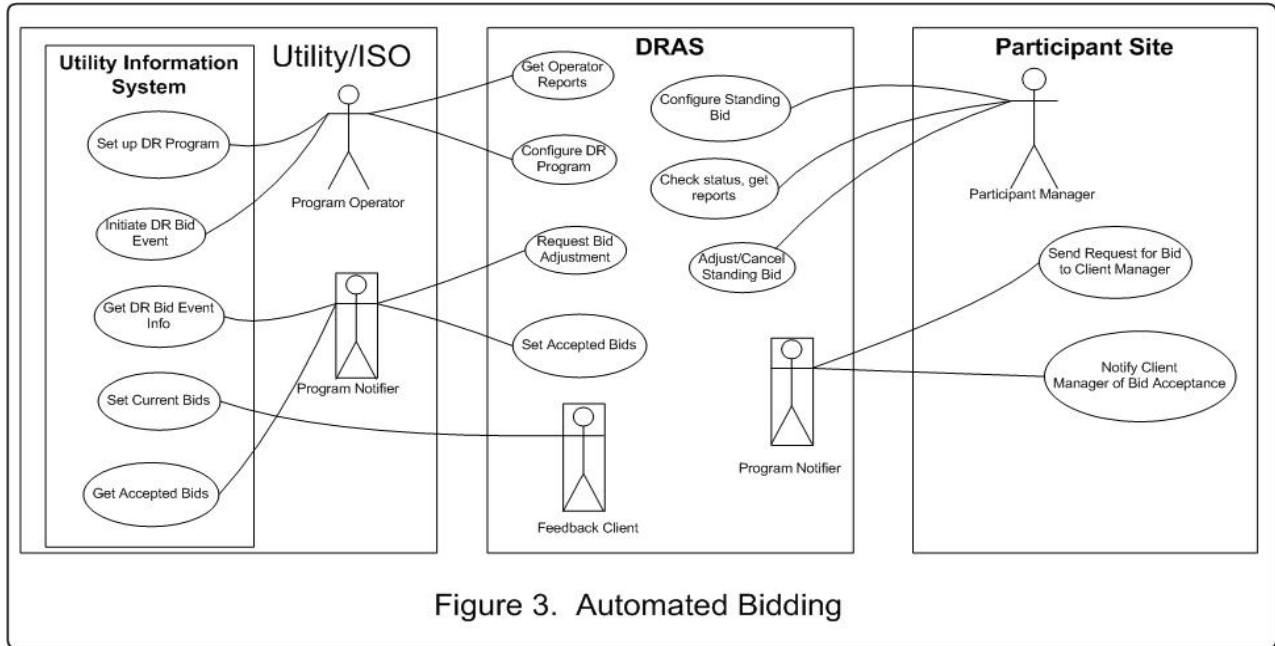 Utility Information
System
Utility/ISO
Set up DR Program
Initiate DR Bid
Event
Get DR Bid Event
Info
Set Current Bids
Get Accepted Bids
Program Operator
Program Notifier
DRAS
Get Operator
Reports
Configure DR
Program
Request Bid
Adjustment
Set Accepted Bids
Feedback Client
Configure Standing
Bid
Check status, get
reports
Adjust/Cancel
Standing Bid
Program Notifier
Participant Site
Participant Manager
Send Request for Bid
to Client Manager
Notify Client
Manager of Bid Acceptance
Figure 3. Automated Bidding